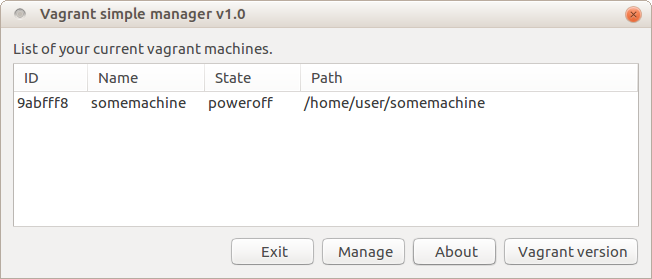 Vagrant simple manager v1.0
List of your current vagrant machines.
ID Name State Path
9abfff8 somemachine poweroff /home/user/somemachine
Exit Manage About Vagrant version